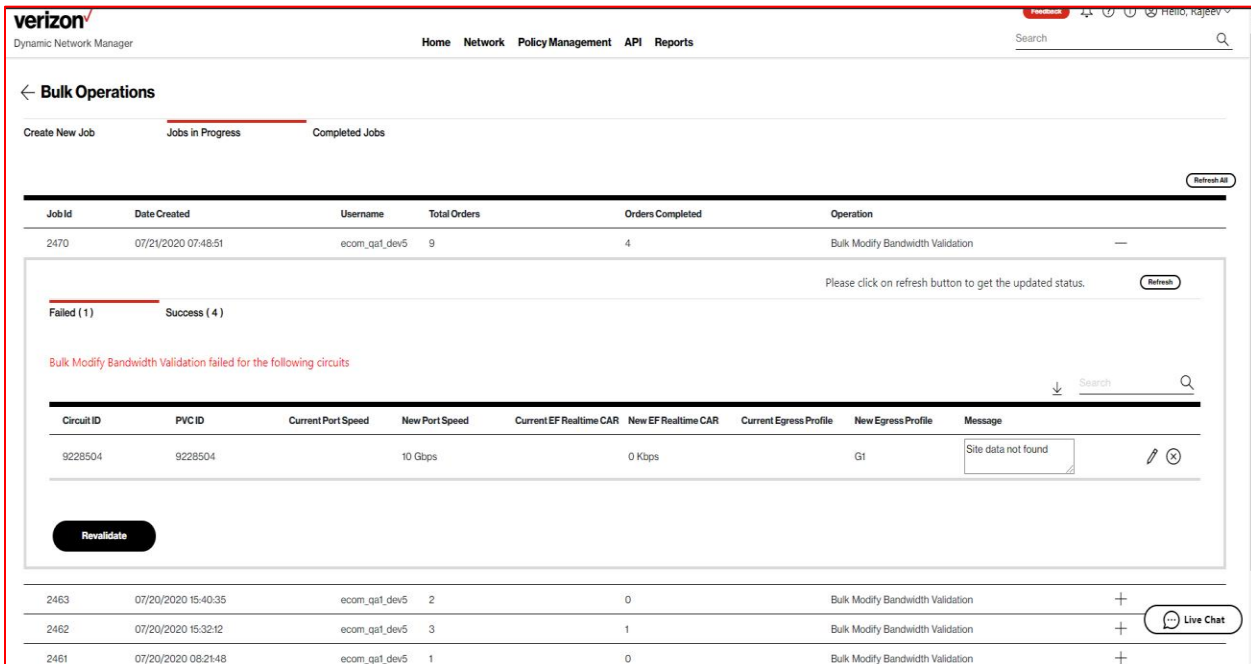 Feedback Hello, Rajeev
verizon
Dynamic Network Manager
Home Network Policy Management API Reports
Search
Bulk Operations
Create New Job Jobs in Progress Completed Jobs
Refresh All
Job Id Date Created Username Total Orders Orders Completed Operation
2470 07/21/2020 07:48:51 ecom_qa1_dev5 9 4 Bulk Modify Bandwidth Validation
Please click on refresh button to get the updated status. Refresh
Failed ( 1 ) Success ( 4 )
Bulk Modify Bandwidth Validation failed for the following circuits
Search
Circuit ID PVC ID Current Port Speed New Port Speed Current EF Realtime CAR New EF Realtime CAR Current Egress Profile New Egress Profile Message
9228504 9228504 10 Gbps 0 Kbps G1 Site data not found
Revalidate
2463 07/20/2020 15:40:35 ecom_qa1_dev5 2 0 Bulk Modify Bandwidth Validation
2462 07/20/2020 15:32:12 ecom_qa1_dev5 3 1 Bulk Modify Bandwidth Validation
Live Chat
2461 07/20/2020 08:21:48 ecom_qa1_dev5 1 0 Bulk Modify Bandwidth Validation